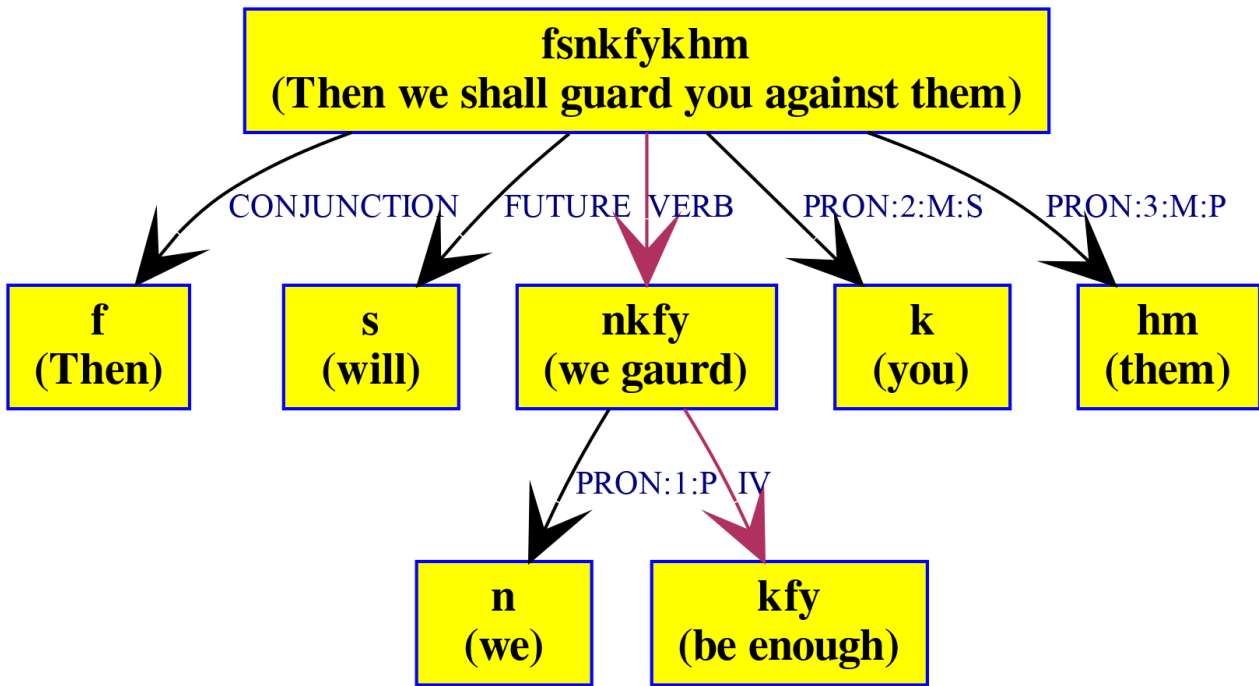 fsnkfykhm
(Then we shall guard you against them)
CONJUNCTION
FUTURE
VERB
PRON:2:M:S
PRON:3:M:P
f
(Then)
s
(will)
nkfy
(we gaurd)
k
(you)
hm
(them)
PRON:1:P
IV
n
(we)
kfy
(be enough)